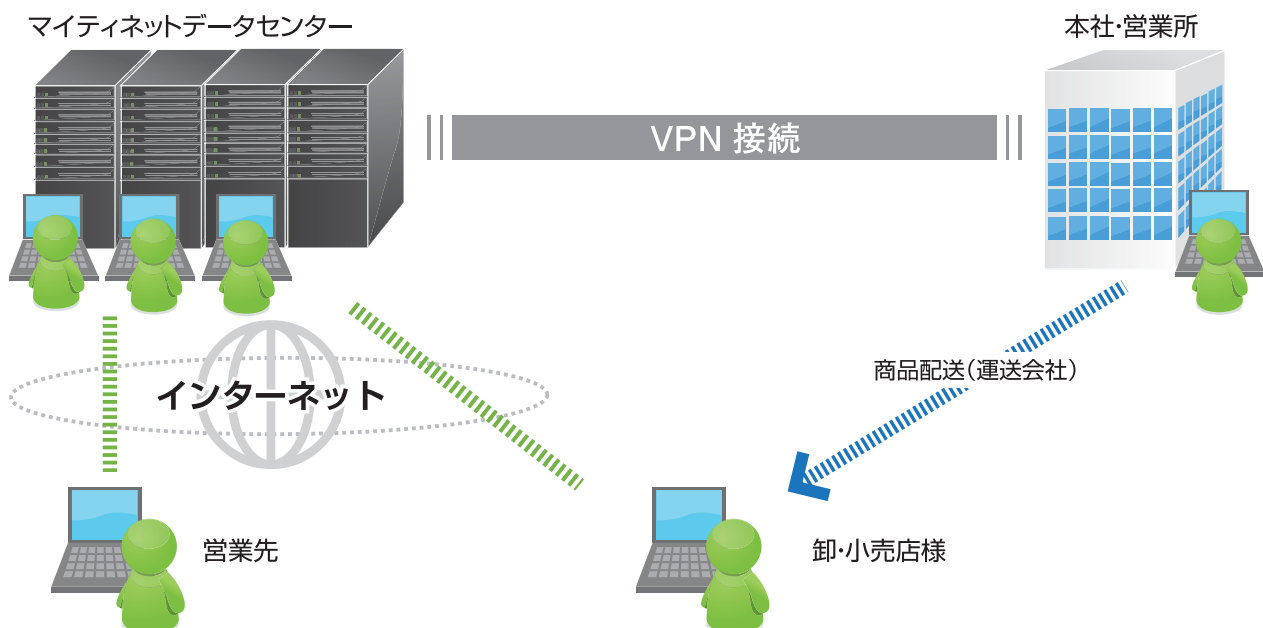 マイティネットデータセンター
本社・営業所
VPN 接続
商品配送（運送会社）
インターネット
営業先
卸・小売店様